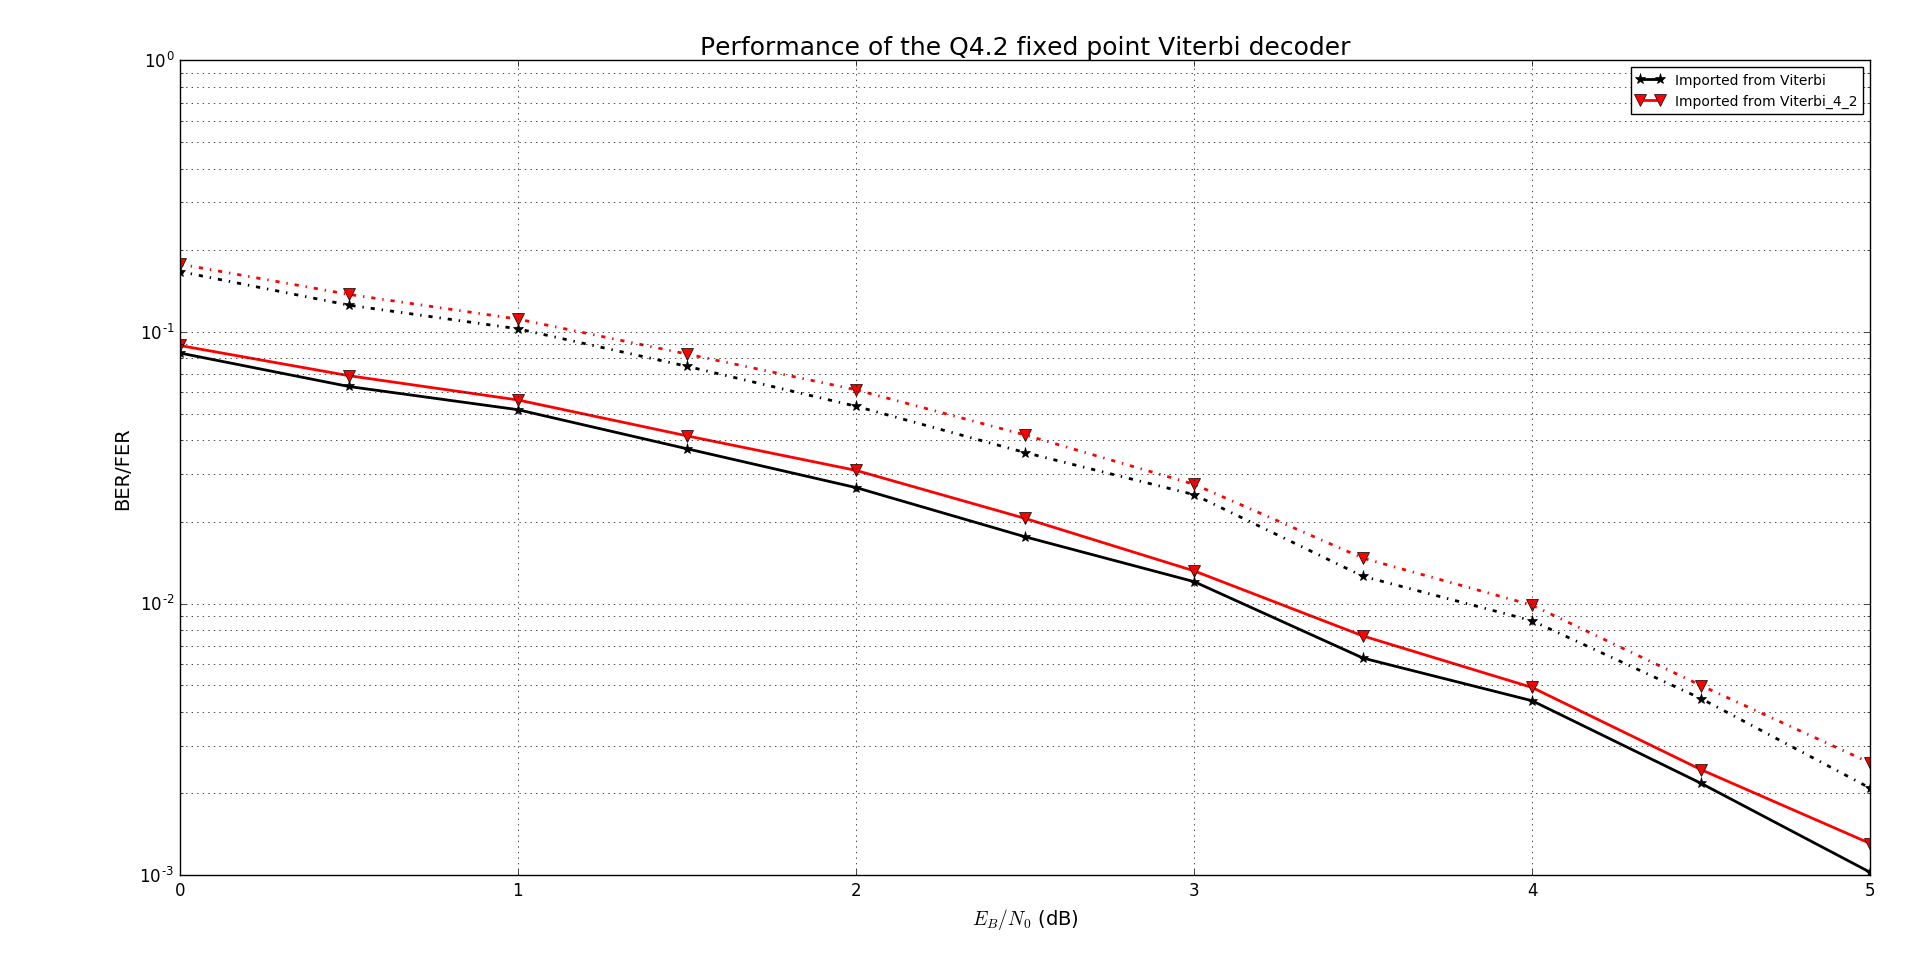 Performance of the Q4.2 fixed point Viterbi decoder
Imported from Viterbi
Imported from Viterbi_4_2
BER/FER
10^0
10^-1
10^-2
10^-3
0 1 2 3 4 5
E_B/N_0 (dB)